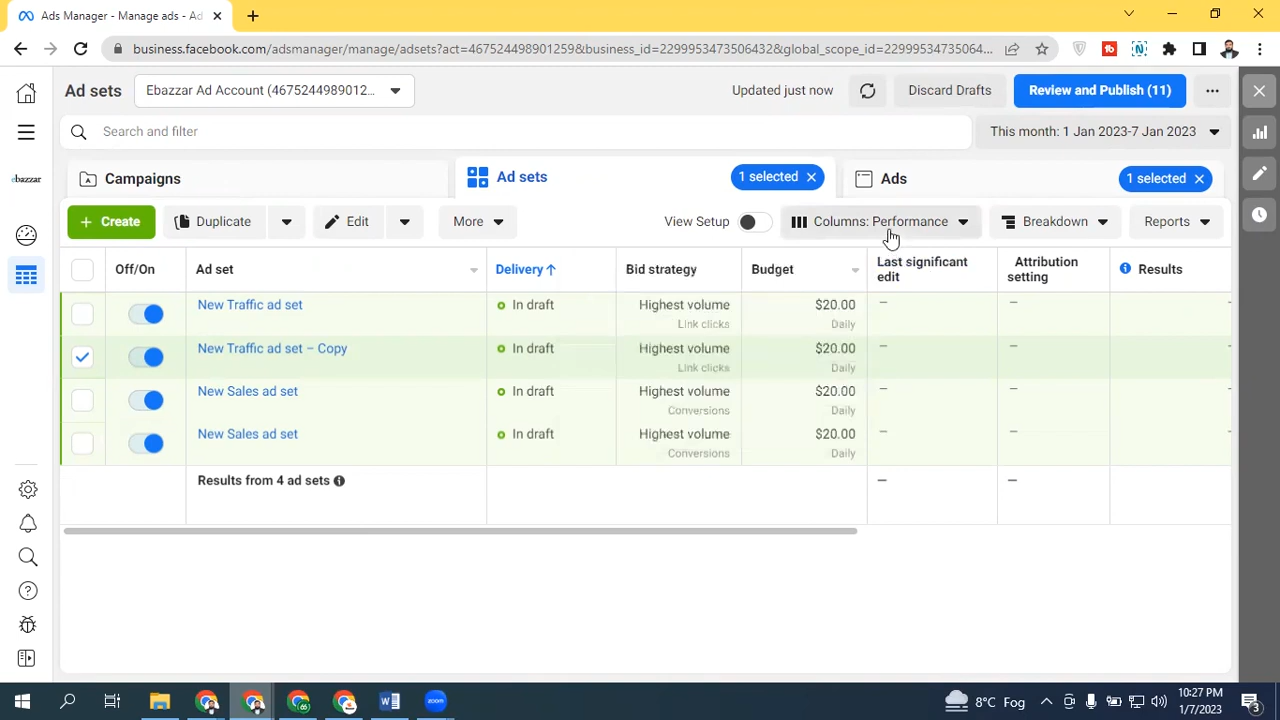 Ads Manager - Manage ads - Ad
business.facebook.com/adsmanager/manage/adsets?act=467524498901259&business_id=2299953473506432&global_scope_id=22999534735064...
Ad sets
Ebazzar Ad Account (4675244989012...
Updated just now
Discard Drafts
Review and Publish (11)
Search and filter
This month: 1 Jan 2023-7 Jan 2023
ebazzar
Campaigns
Ad sets
1 selected
Ads
1 selected
+ Create
Duplicate
Edit
More
View Setup
Columns: Performance
Breakdown
Reports
Off/On
Ad set
Delivery↑
Bid strategy
Budget
Last significant
edit
Attribution
setting
Results
New Traffic ad set
In draft
Highest volume
Link clicks
$20.00
Daily
–
–
–
New Traffic ad set – Copy
In draft
Highest volume
Link clicks
$20.00
Daily
–
–
–
New Sales ad set
In draft
Highest volume
Conversions
$20.00
Daily
–
–
–
New Sales ad set
In draft
Highest volume
Conversions
$20.00
Daily
–
–
–
Results from 4 ad sets
–
–
W
zoom
8°C Fog
10:27 PM
1/7/2023
3